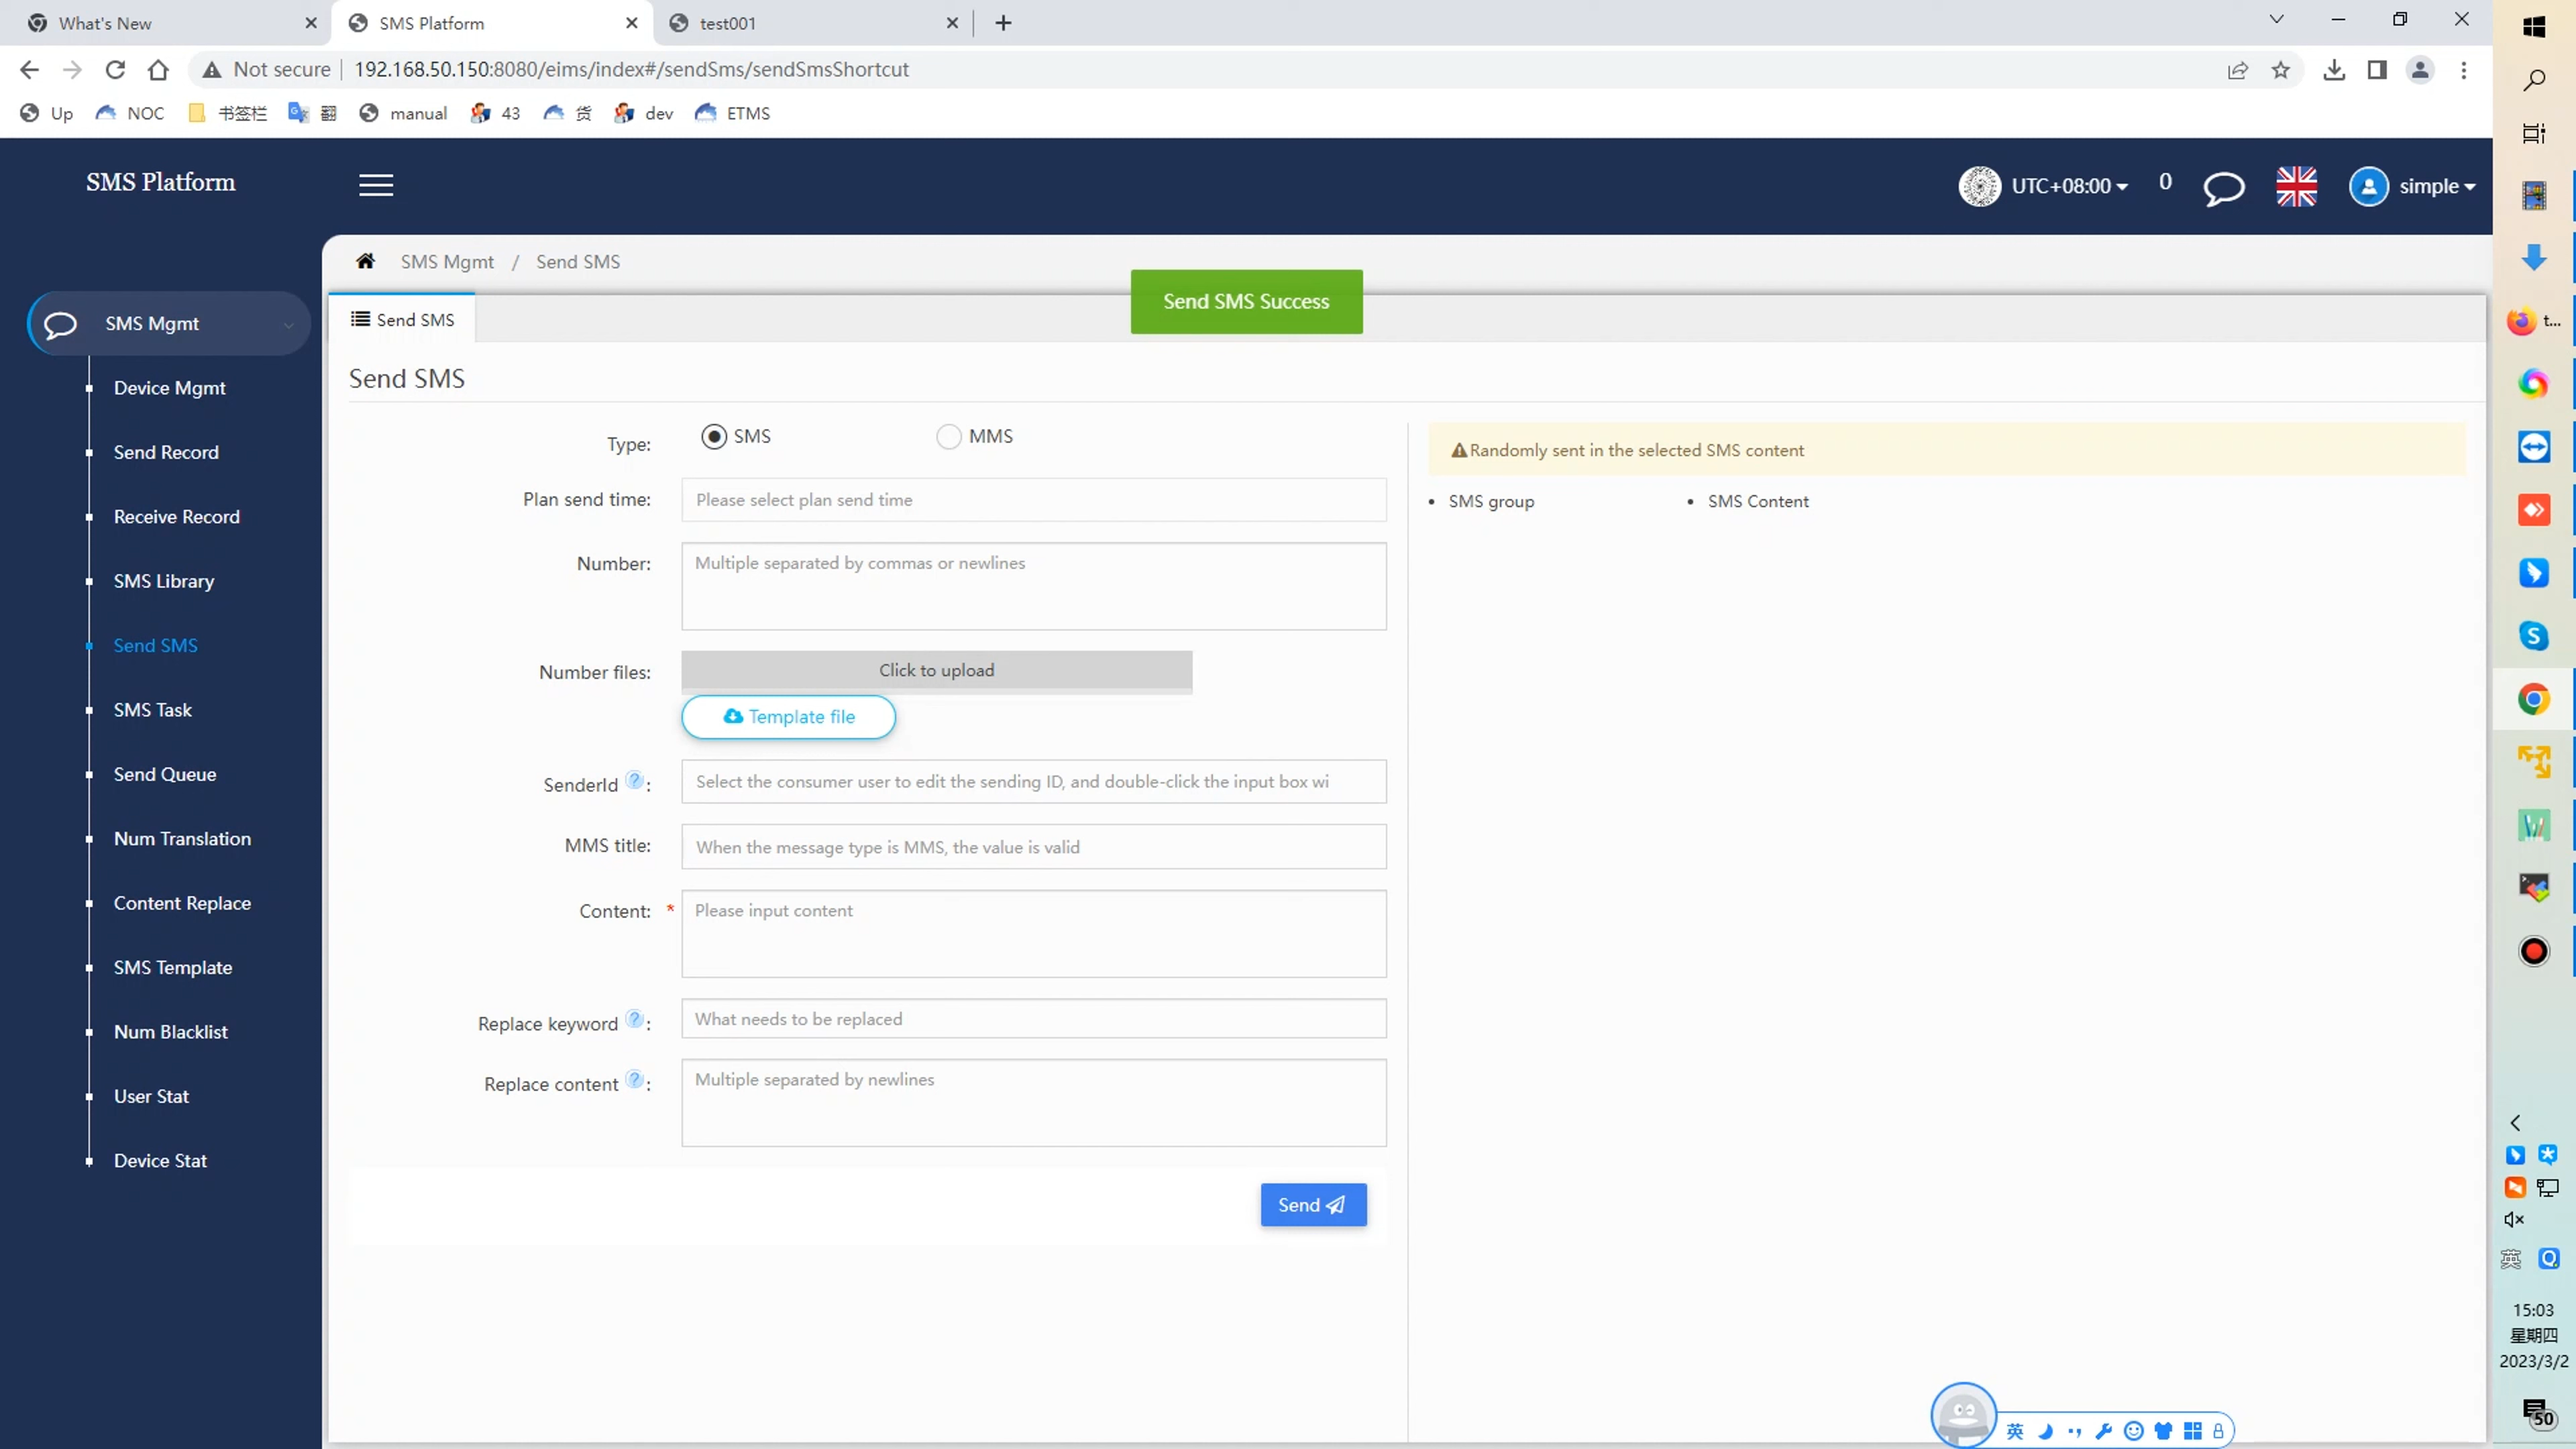 What's New
SMS Platform
test001
Not secure
192.168.50.150:8080/eims/index#/sendSms/sendSmsShortcut
Up
NOC
书签栏
翻
manual
43
货
dev
ETMS
SMS Platform
UTC+08:00
0
simple
SMS Mgmt / Send SMS
Send SMS Success
SMS Mgmt
Device Mgmt
Send Record
Receive Record
SMS Library
Send SMS
SMS Task
Send Queue
Num Translation
Content Replace
SMS Template
Num Blacklist
User Stat
Device Stat
Send SMS
Send SMS
Type:
SMS
MMS
Plan send time:
Please select plan send time
Number:
Multiple separated by commas or newlines
Number files:
Click to upload
Template file
SenderId ? :
Select the consumer user to edit the sending ID, and double-click the input box wi
MMS title:
When the message type is MMS, the value is valid
Content: *
Please input content
Replace keyword ? :
What needs to be replaced
Replace content ? :
Multiple separated by newlines
Send
Randomly sent in the selected SMS content
SMS group
SMS Content
t...
英
15:03
星期四
2023/3/2
50
英